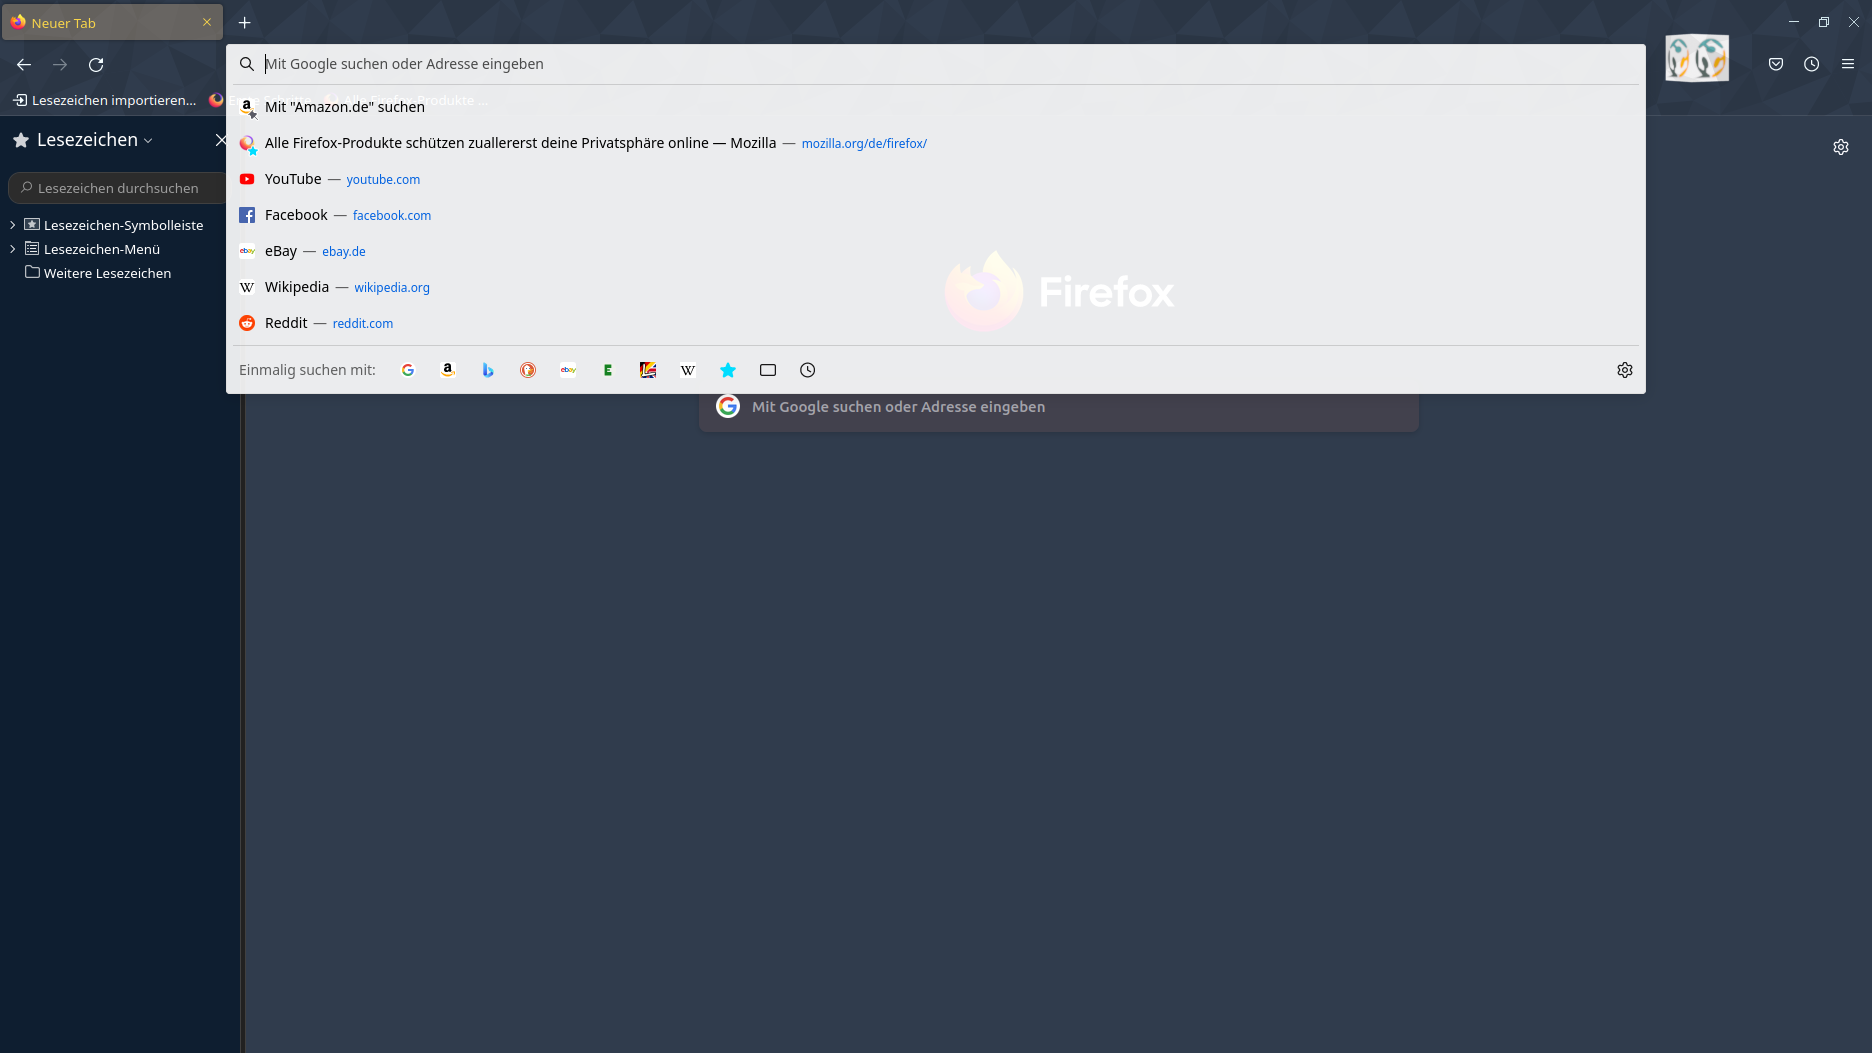 Neuer Tab
Mit Google suchen oder Adresse eingeben
Lesezeichen importieren...
Mit "Amazon.de" suchen
Lesezeichen
Alle Firefox-Produkte schützen zuallererst deine Privatsphäre online — Mozilla — mozilla.org/de/firefox/
YouTube — youtube.com
Lesezeichen durchsuchen
Facebook — facebook.com
Lesezeichen-Symbolleiste
Lesezeichen-Menü
eBay — ebay.de
Weitere Lesezeichen
Wikipedia — wikipedia.org
Firefox
Reddit — reddit.com
Einmalig suchen mit:
Mit Google suchen oder Adresse eingeben